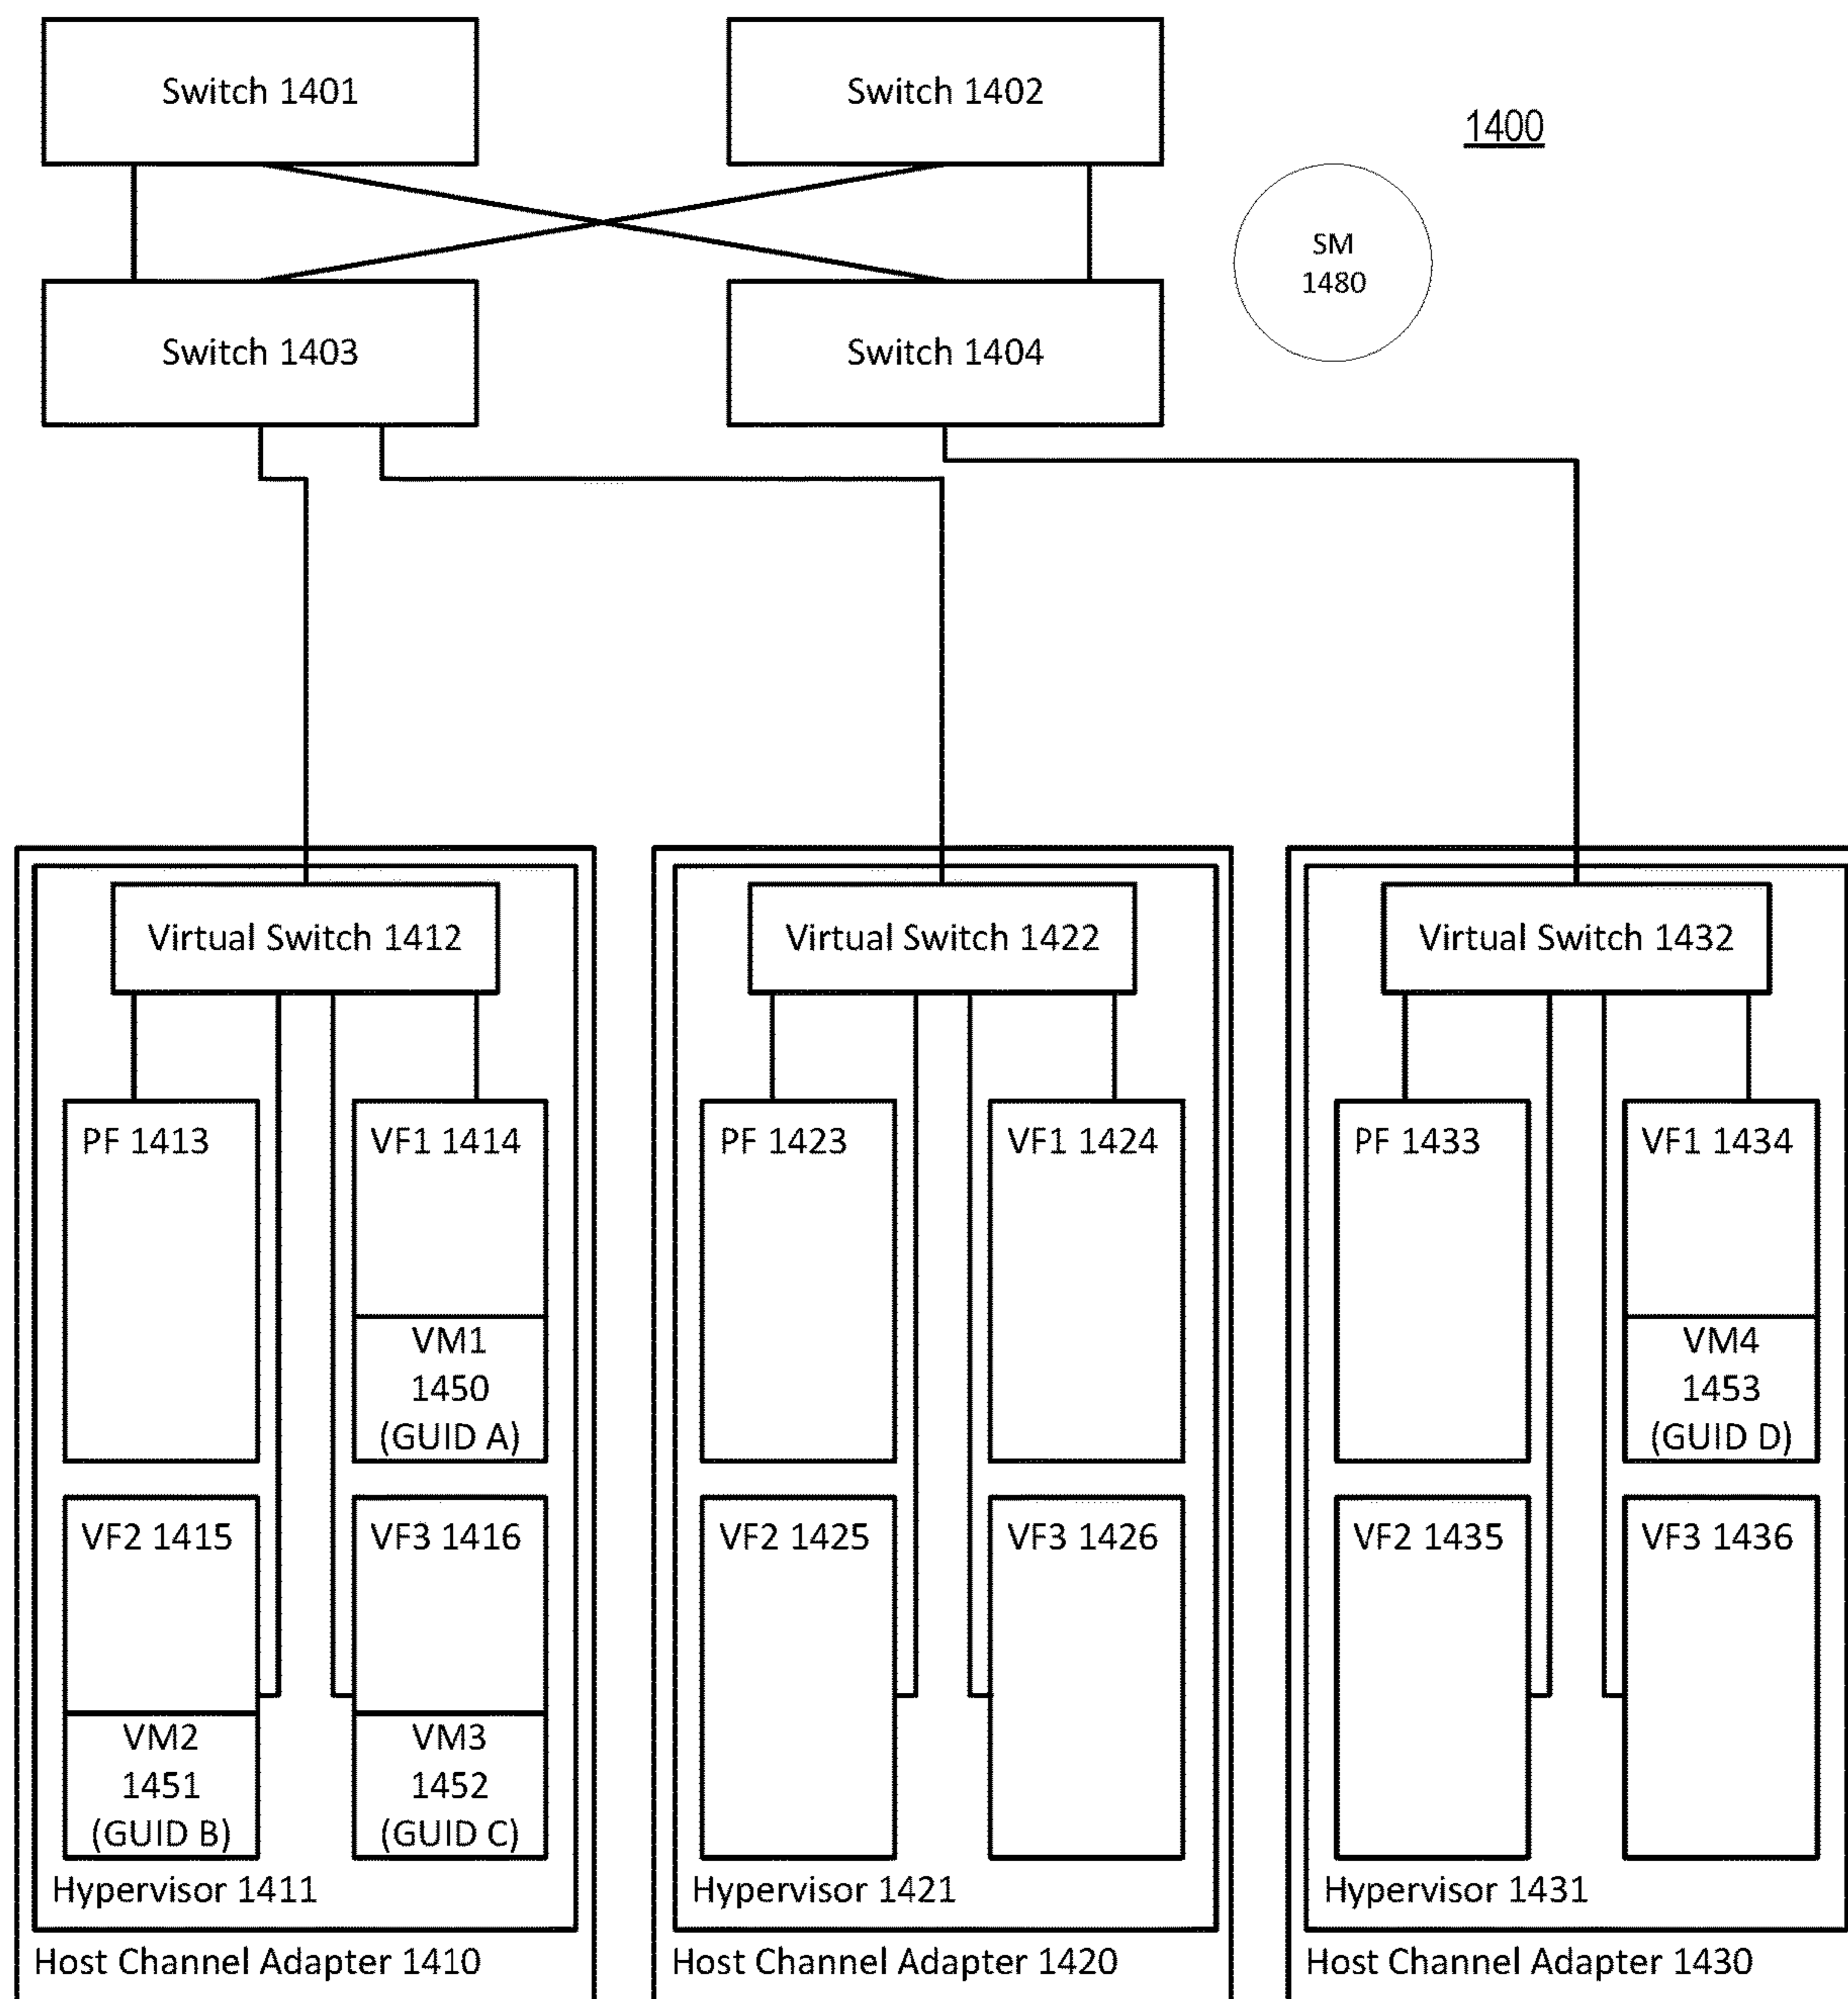 Switch 1401
Switch 1402
1400
SM
1480
Switch 1403
Switch 1404
Virtual Switch 1412
PF 1413
VF1 1414
VM1
1450
(GUID A)
VF2 1415
VF3 1416
VM2
1451
(GUID B)
VM3
1452
(GUID C)
Hypervisor 1411
Host Channel Adapter 1410
Virtual Switch 1422
PF 1423
VF1 1424
VF2 1425
VF3 1426
Hypervisor 1421
Host Channel Adapter 1420
Virtual Switch 1432
PF 1433
VF1 1434
VM4
1453
(GUID D)
VF2 1435
VF3 1436
Hypervisor 1431
Host Channel Adapter 1430